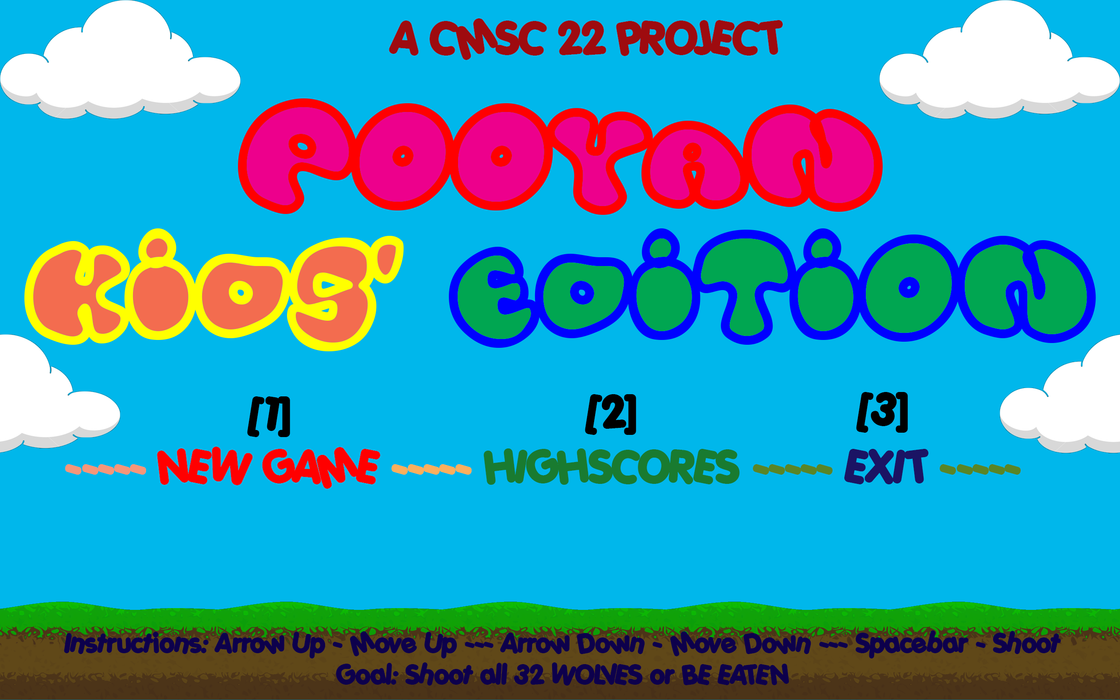 A CMSC 22 PROJECT
POOYAN
KiDS' EDiTiON
[1] [2] [3]
----- NEW GAME ----- HIGHSCORES ----- EXIT -----
Instructions: Arrow Up - Move Up --- Arrow Down - Move Down --- Spacebar - Shoot
Goal: Shoot all 32 WOLVES or BE EATEN